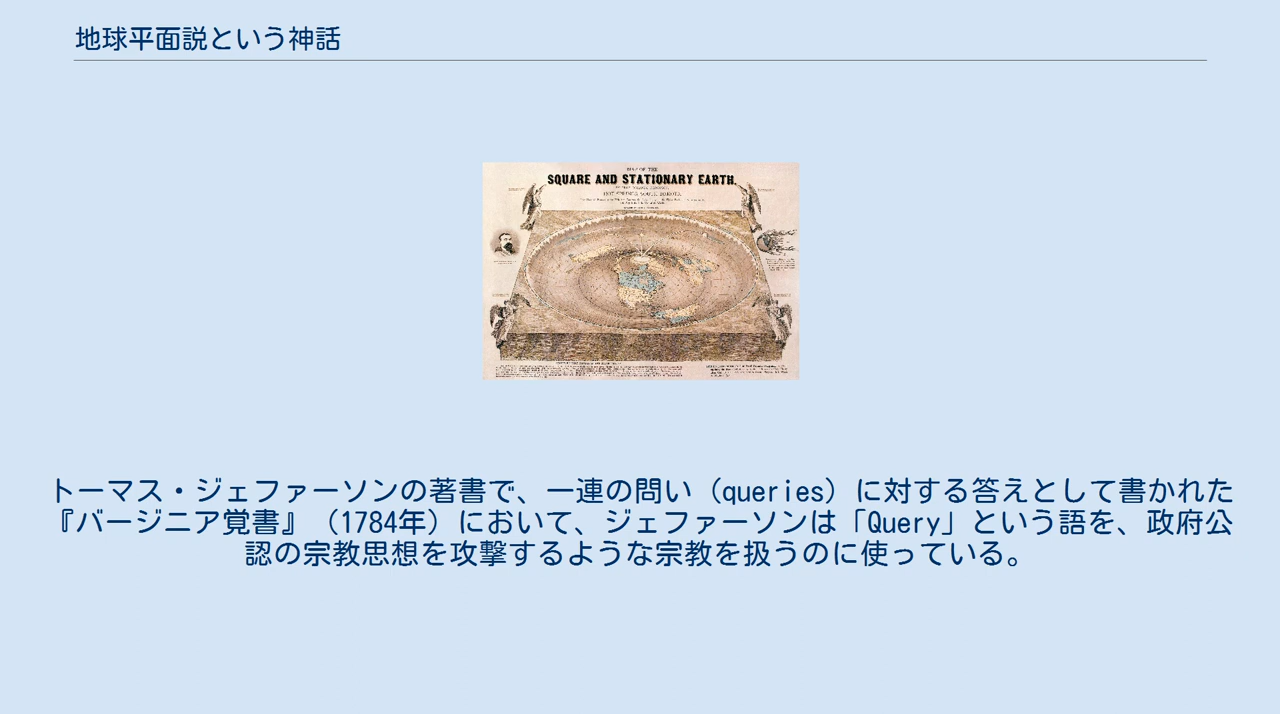 地球平面説という神話
MAP OF THE
SQUARE AND STATIONARY EARTH.
トーマス・ジェファーソンの著書で、一連の問い（queries）に対する答えとして書かれた
『バージニア覚書』（1784年）において、ジェファーソンは「Query」という語を、政府公
認の宗教思想を攻撃するような宗教を扱うのに使っている。